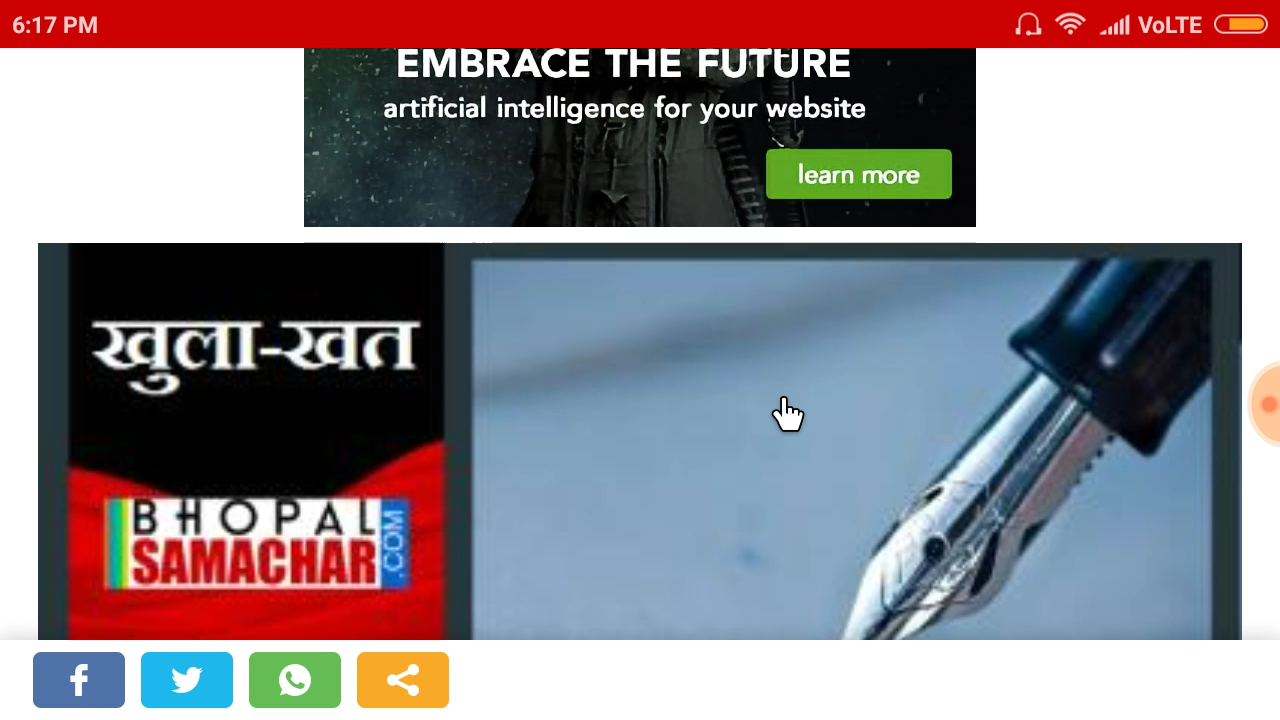 6:17 PM
VoLTE
EMBRACE THE FUTURE
artificial intelligence for your website
learn more
खुला-खत
BHOPAL
SAMACHAR
.COM